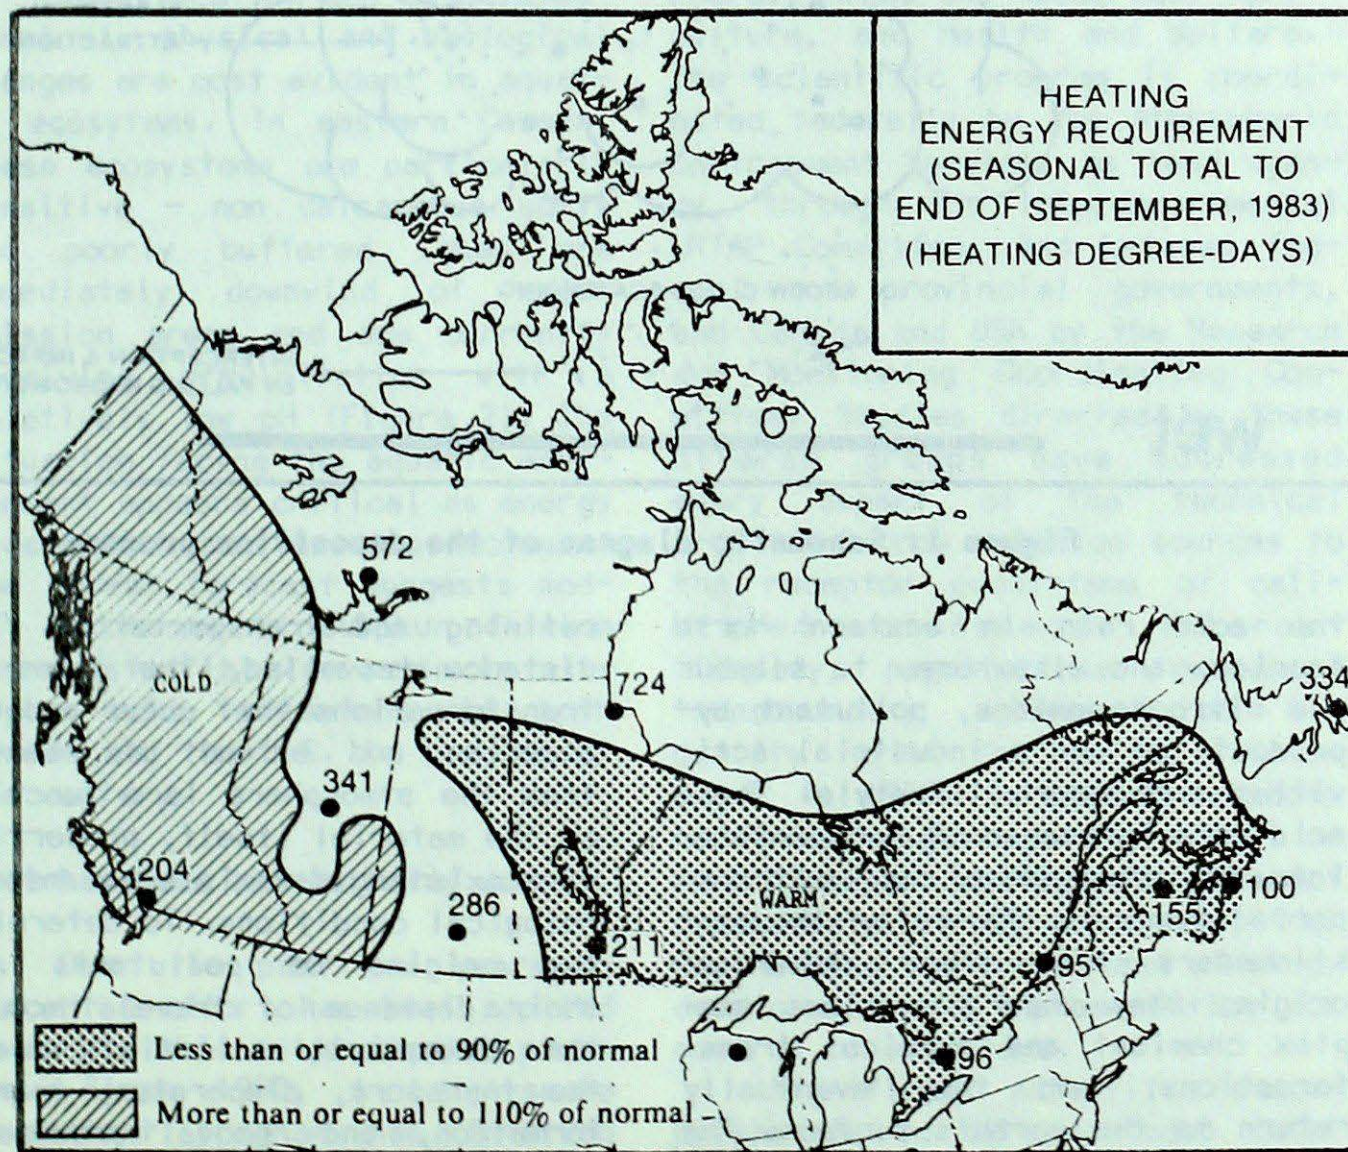 HEATING
ENERGY REQUIREMENT
(SEASONAL TOTAL TO
END OF SEPTEMBER, 1983)
(HEATING DEGREE-DAYS)
572
COLD
724
334
341
204
286
211
WARM
100
155
95
96
Less than or equal to 90% of normal
More than or equal to 110% of normal